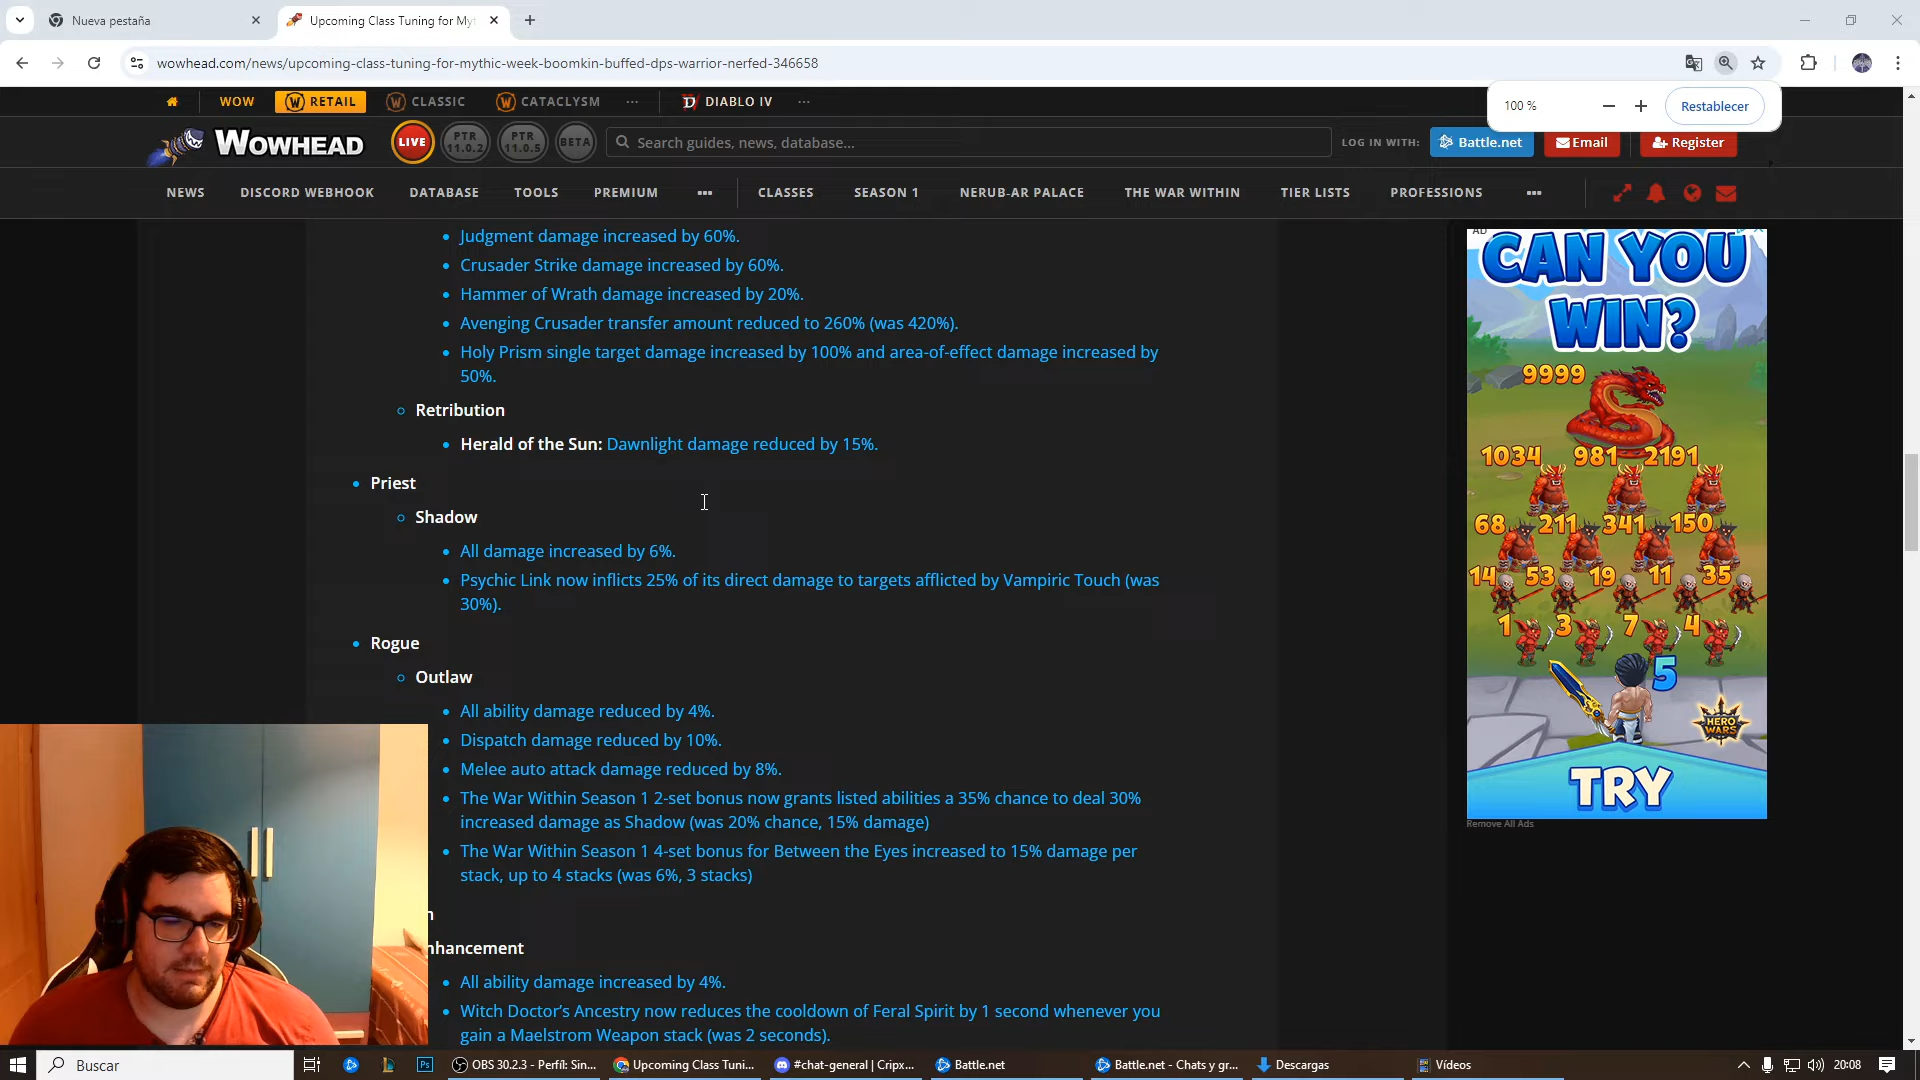 Nueva pestaña
Upcoming Class Tuning for Myt
wowhead.com/news/upcoming-class-tuning-for-mythic-week-boomkin-buffed-dps-warrior-nerfed-346658
100 %
Restablecer
WOW
RETAIL
CLASSIC
CATACLYSM
DIABLO IV
WOWHEAD
LIVE
PTR 11.0.2
PTR 11.0.5
BETA
Search guides, news, database...
LOG IN WITH:
Battle.net
Email
Register
NEWS
DISCORD WEBHOOK
DATABASE
TOOLS
PREMIUM
CLASSES
SEASON 1
NERUB-AR PALACE
THE WAR WITHIN
TIER LISTS
PROFESSIONS
Judgment damage increased by 60%.
Crusader Strike damage increased by 60%.
Hammer of Wrath damage increased by 20%.
Avenging Crusader transfer amount reduced to 260% (was 420%).
Holy Prism single target damage increased by 100% and area-of-effect damage increased by
50%.
Retribution
Herald of the Sun: Dawnlight damage reduced by 15%.
Priest
Shadow
All damage increased by 6%.
Psychic Link now inflicts 25% of its direct damage to targets afflicted by Vampiric Touch (was
30%).
Rogue
Outlaw
All ability damage reduced by 4%.
Dispatch damage reduced by 10%.
Melee auto attack damage reduced by 8%.
The War Within Season 1 2-set bonus now grants listed abilities a 35% chance to deal 30%
increased damage as Shadow (was 20% chance, 15% damage)
The War Within Season 1 4-set bonus for Between the Eyes increased to 15% damage per
stack, up to 4 stacks (was 6%, 3 stacks)
n
nhancement
All ability damage increased by 4%.
Witch Doctor's Ancestry now reduces the cooldown of Feral Spirit by 1 second whenever you
gain a Maelstrom Weapon stack (was 2 seconds).
AD
CAN YOU
WIN?
9999
1034 981 2191
68 211 341 150
14 53 19 11 35
1 3 7 4
5
HERO
WARS
TRY
Remove All Ads
Buscar
OBS 30.2.3 - Perfil: Sin...
Upcoming Class Tuni...
#chat-general | Cripx...
Battle.net
Battle.net - Chats y gr...
Descargas
Vídeos
20:08